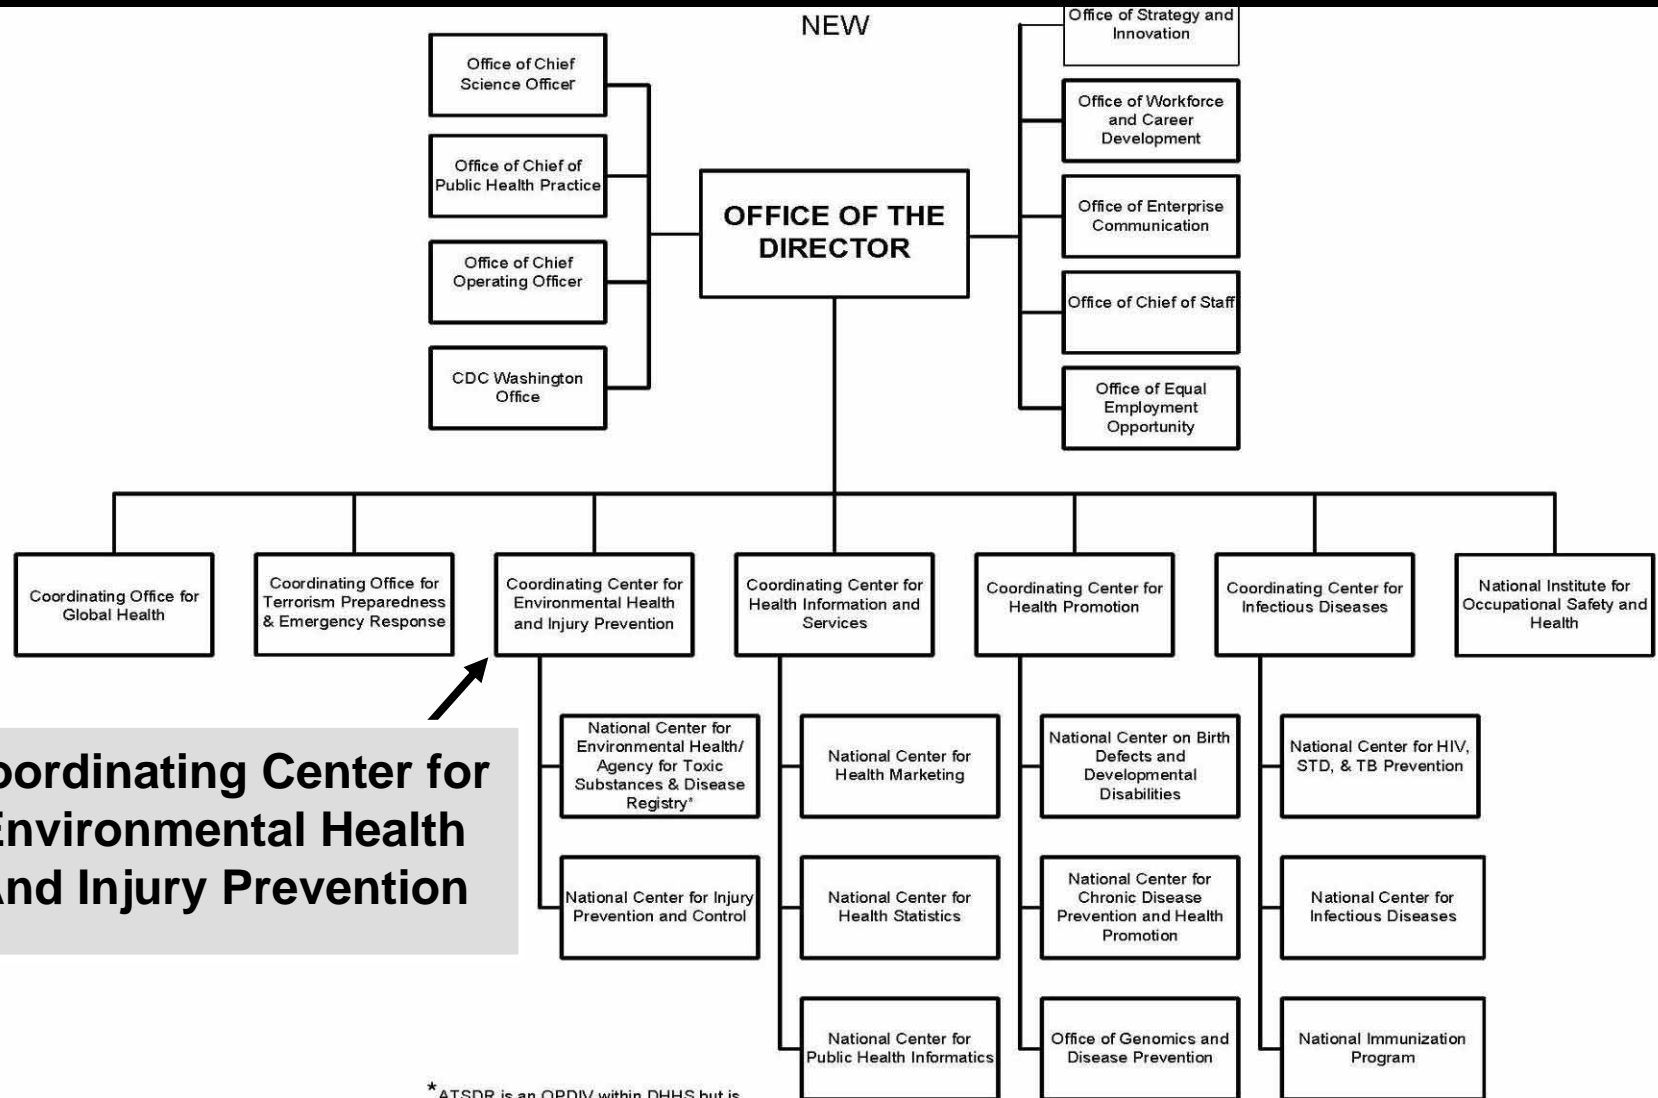 NEW
Office of Chief
Science Officer
Office of Chief of
Public Health Practice
Office of Chief
Operating Officer
CDC Washington
Office
OFFICE OF THE
DIRECTOR
Office of Strategy and
Innovation
Office of Workforce
and Career
Development
Office of Enterprise
Communication
Office of Chief of Staff
Office of Equal
Employment
Opportunity
Coordinating Office for
Global Health
Coordinating Office for
Terrorism Preparedness
& Emergency Response
Coordinating Center for
Environmental Health
and Injury Prevention
Coordinating Center for
Health Information and
Services
Coordinating Center for
Health Promotion
Coordinating Center for
Infectious Diseases
National Institute for
Occupational Safety and
Health
oordinating Center for
Environmental Health
And Injury Prevention
National Center for
Environmental Health/
Agency for Toxic
Substances & Disease
Registry*
National Center for Injury
Prevention and Control
National Center for
Health Marketing
National Center for
Health Statistics
National Center for
Public Health Informatics
National Center on Birth
Defects and
Developmental
Disabilities
National Center for
Chronic Disease
Prevention and Health
Promotion
Office of Genomics and
Disease Prevention
National Center for HIV,
STD, & TB Prevention
National Center for
Infectious Diseases
National Immunization
Program
*ATSDR is an OPDIV within DHHS but is